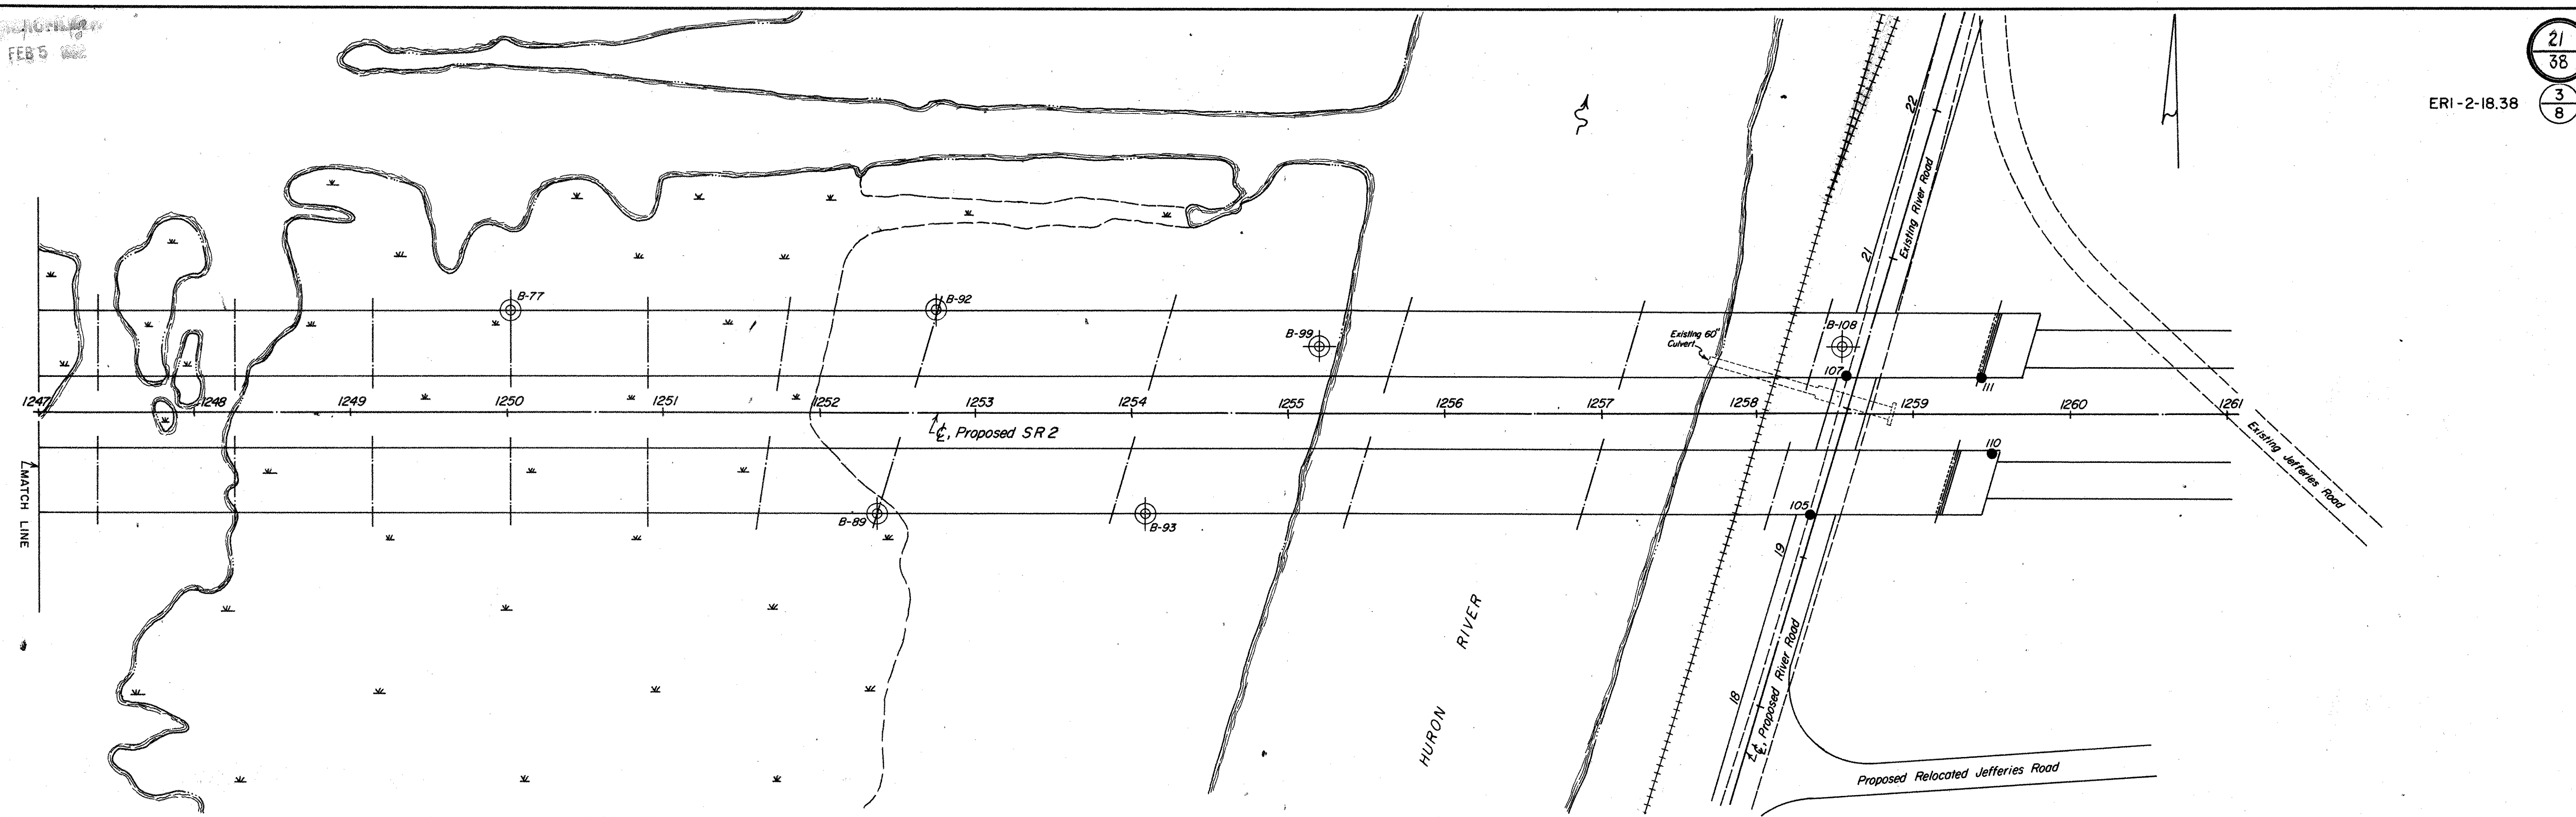 FEB 5
21
38
ERI-2-18.38
3
8
22
Existing River Road
21
B-77
B-92
B-99
Existing 60"
Culvert
B-108
107
111
1247
1248
1249
1250
1251
1252
1253
1254
1255
1256
1257
1258
1259
1260
1261
℄, Proposed SR 2
Existing Jefferies Road
110
MATCH LINE
B-89
B-93
105
19
HURON RIVER
18
℄, Proposed River Road
Proposed Relocated Jefferies Road